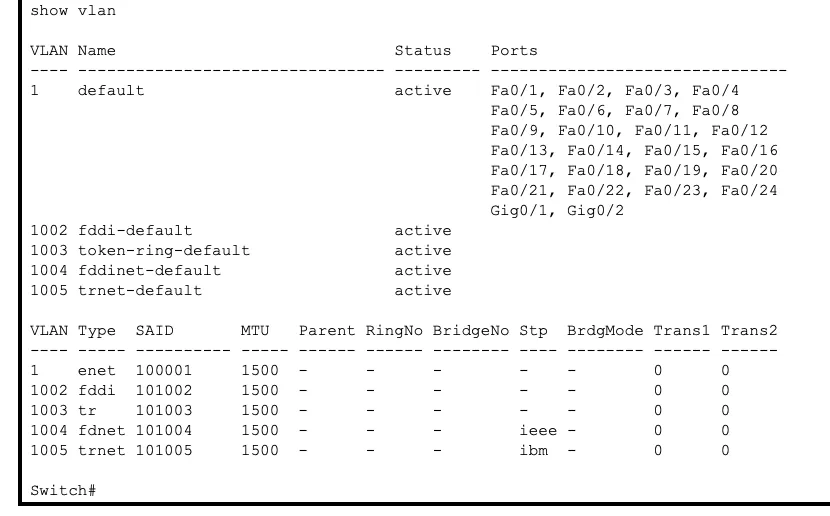 show vlan
VLAN Name                             Status    Ports
---- -------------------------------- --------- -------------------------------
1    default                          active    Fa0/1, Fa0/2, Fa0/3, Fa0/4
                                                Fa0/5, Fa0/6, Fa0/7, Fa0/8
                                                Fa0/9, Fa0/10, Fa0/11, Fa0/12
                                                Fa0/13, Fa0/14, Fa0/15, Fa0/16
                                                Fa0/17, Fa0/18, Fa0/19, Fa0/20
                                                Fa0/21, Fa0/22, Fa0/23, Fa0/24
                                                Gig0/1, Gig0/2
1002 fddi-default                     active
1003 token-ring-default               active
1004 fddinet-default                  active
1005 trnet-default                    active
VLAN Type  SAID       MTU   Parent RingNo BridgeNo Stp  BrdgMode Trans1 Trans2
---- ----- ---------- ----- ------ ------ -------- ---- -------- ------ ------
1    enet  100001     1500  -      -      -        -    -        0      0
1002 fddi  101002     1500  -      -      -        -    -        0      0
1003 tr    101003     1500  -      -      -        -    -        0      0
1004 fdnet 101004     1500  -      -      -        ieee -        0      0
1005 trnet 101005     1500  -      -      -        ibm  -        0      0
Switch#